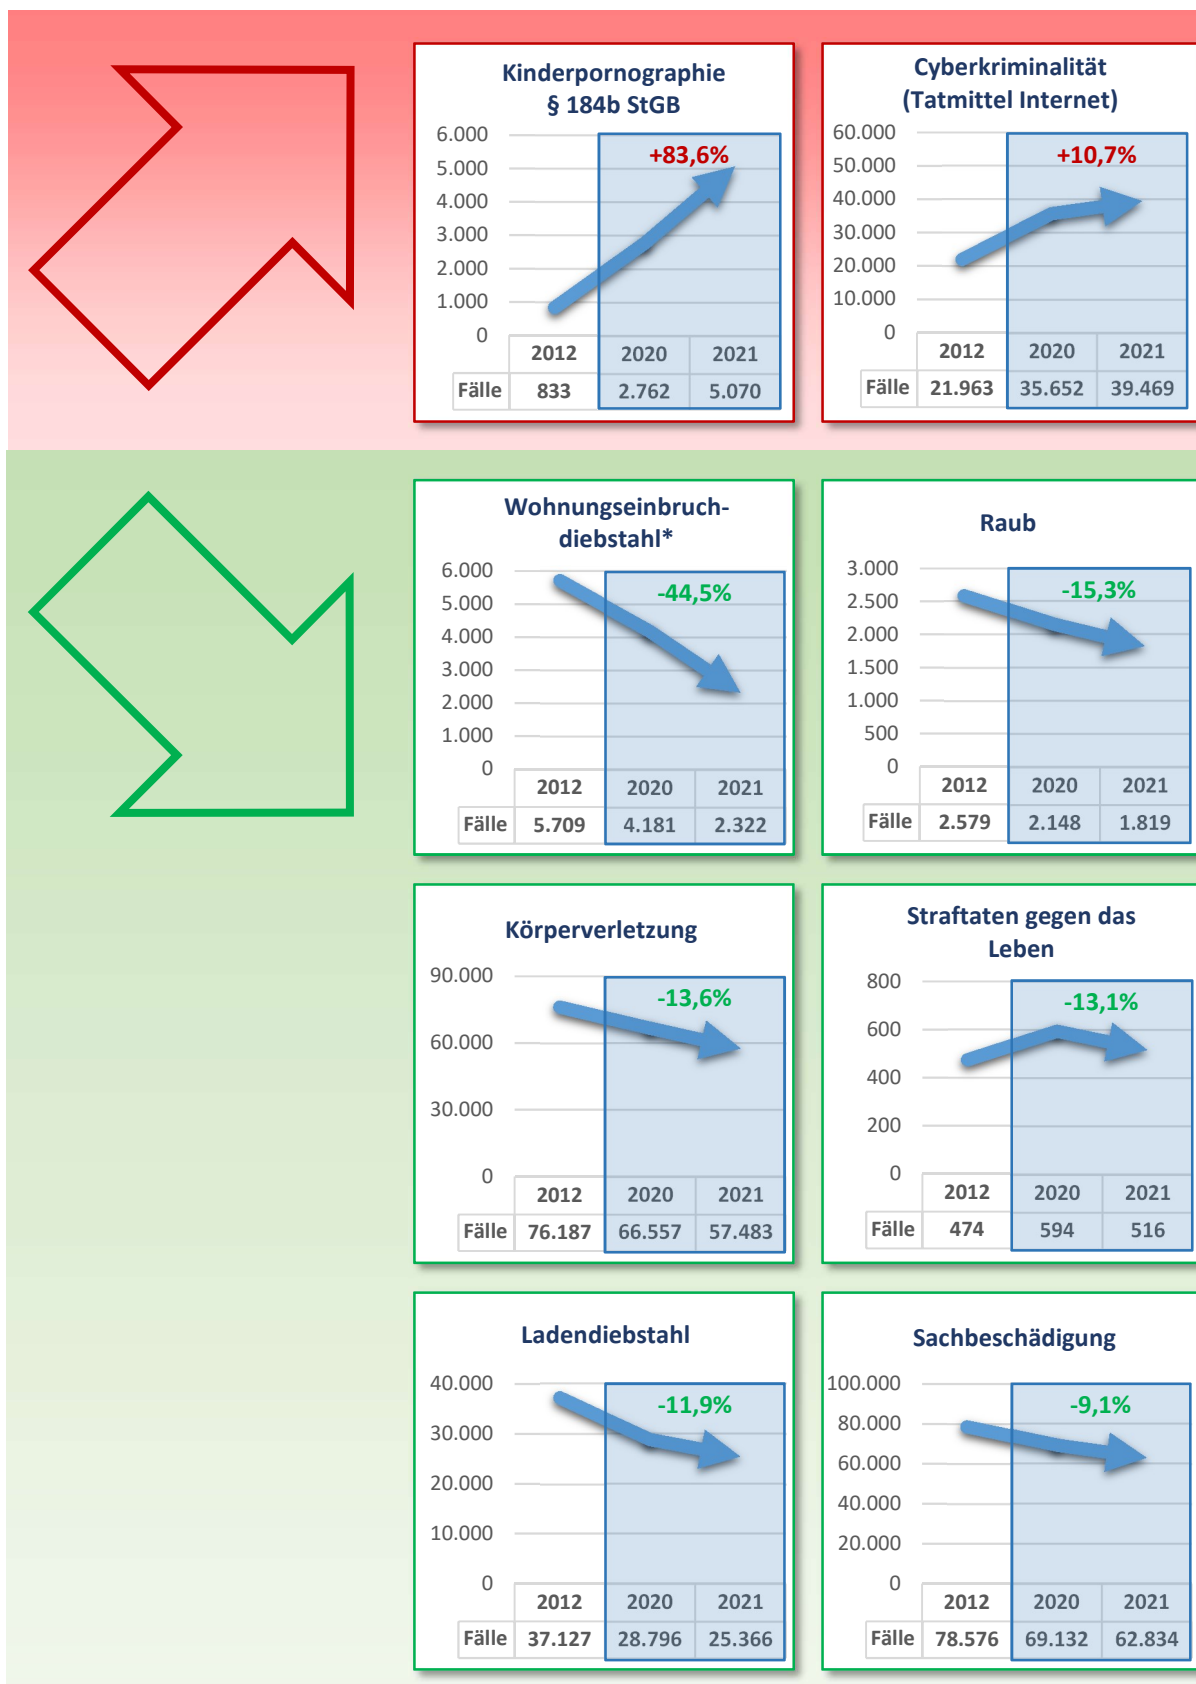 Kinderpornographie
§ 184b StGB
6.000
5.000
4.000
3.000
2.000
1.000
0
+83,6%
2012 2020 2021
Fälle 833 2.762 5.070
Cyberkriminalität
(Tatmittel Internet)
60.000
50.000
40.000
30.000
20.000
10.000
0
+10,7%
2012 2020 2021
Fälle 21.963 35.652 39.469
Wohnungseinbruch-
diebstahl*
6.000
5.000
4.000
3.000
2.000
1.000
0
-44,5%
2012 2020 2021
Fälle 5.709 4.181 2.322
Raub
3.000
2.500
2.000
1.500
1.000
500
0
-15,3%
2012 2020 2021
Fälle 2.579 2.148 1.819
Körperverletzung
90.000
60.000
30.000
0
-13,6%
2012 2020 2021
Fälle 76.187 66.557 57.483
Straftaten gegen das
Leben
800
600
400
200
0
-13,1%
2012 2020 2021
Fälle 474 594 516
Ladendiebstahl
40.000
30.000
20.000
10.000
0
-11,9%
2012 2020 2021
Fälle 37.127 28.796 25.366
Sachbeschädigung
100.000
80.000
60.000
40.000
20.000
0
-9,1%
2012 2020 2021
Fälle 78.576 69.132 62.834